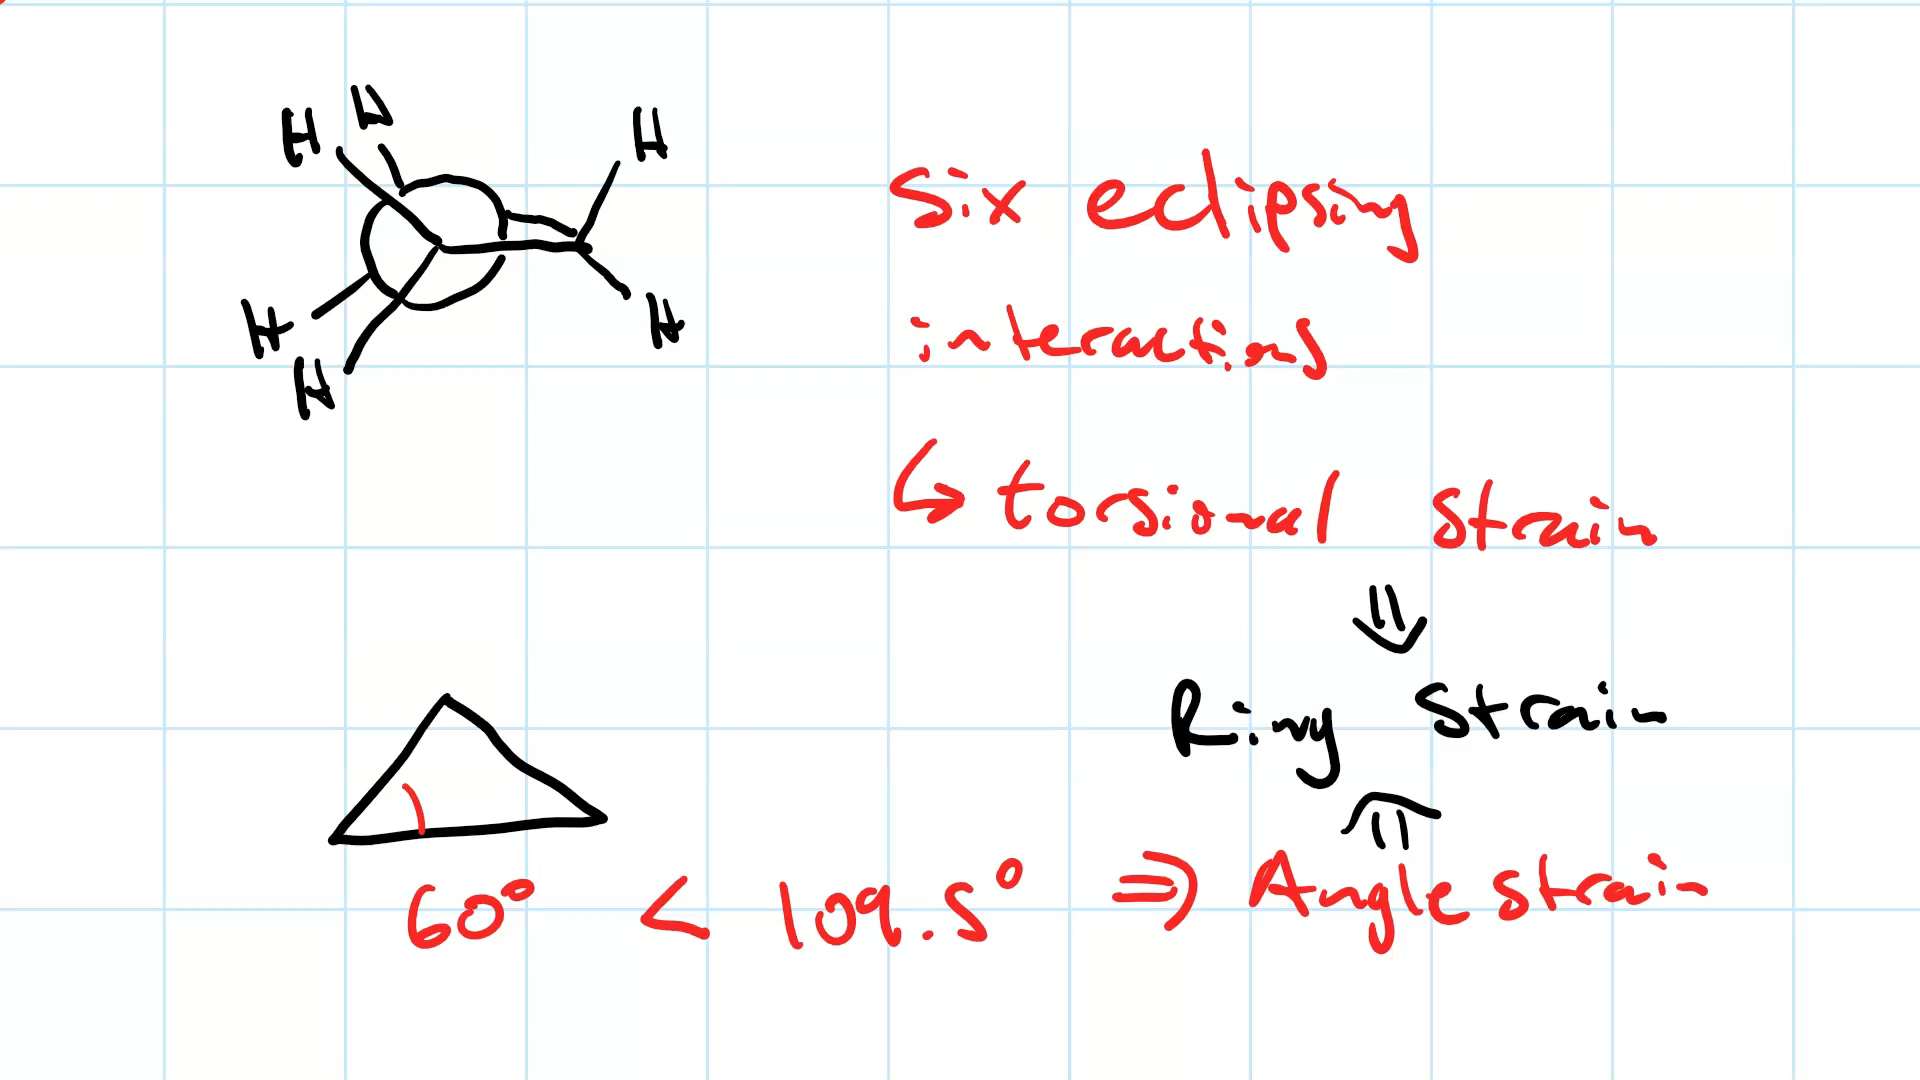 H H H
H H
H
Six eclipsing
interactions
↳ torsional strain
⇓
Ring Strain
⇑
60° < 109.5° ⇒ Angle strain